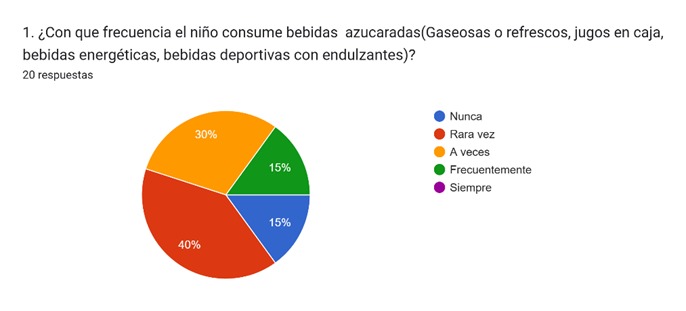 1. ¿Con que frecuencia el niño consume bebidas  azucaradas(Gaseosas o refrescos, jugos en caja,
bebidas energéticas, bebidas deportivas con endulzantes)?
20 respuestas
30%
15%
15%
40%
Nunca
Rara vez
A veces
Frecuentemente
Siempre